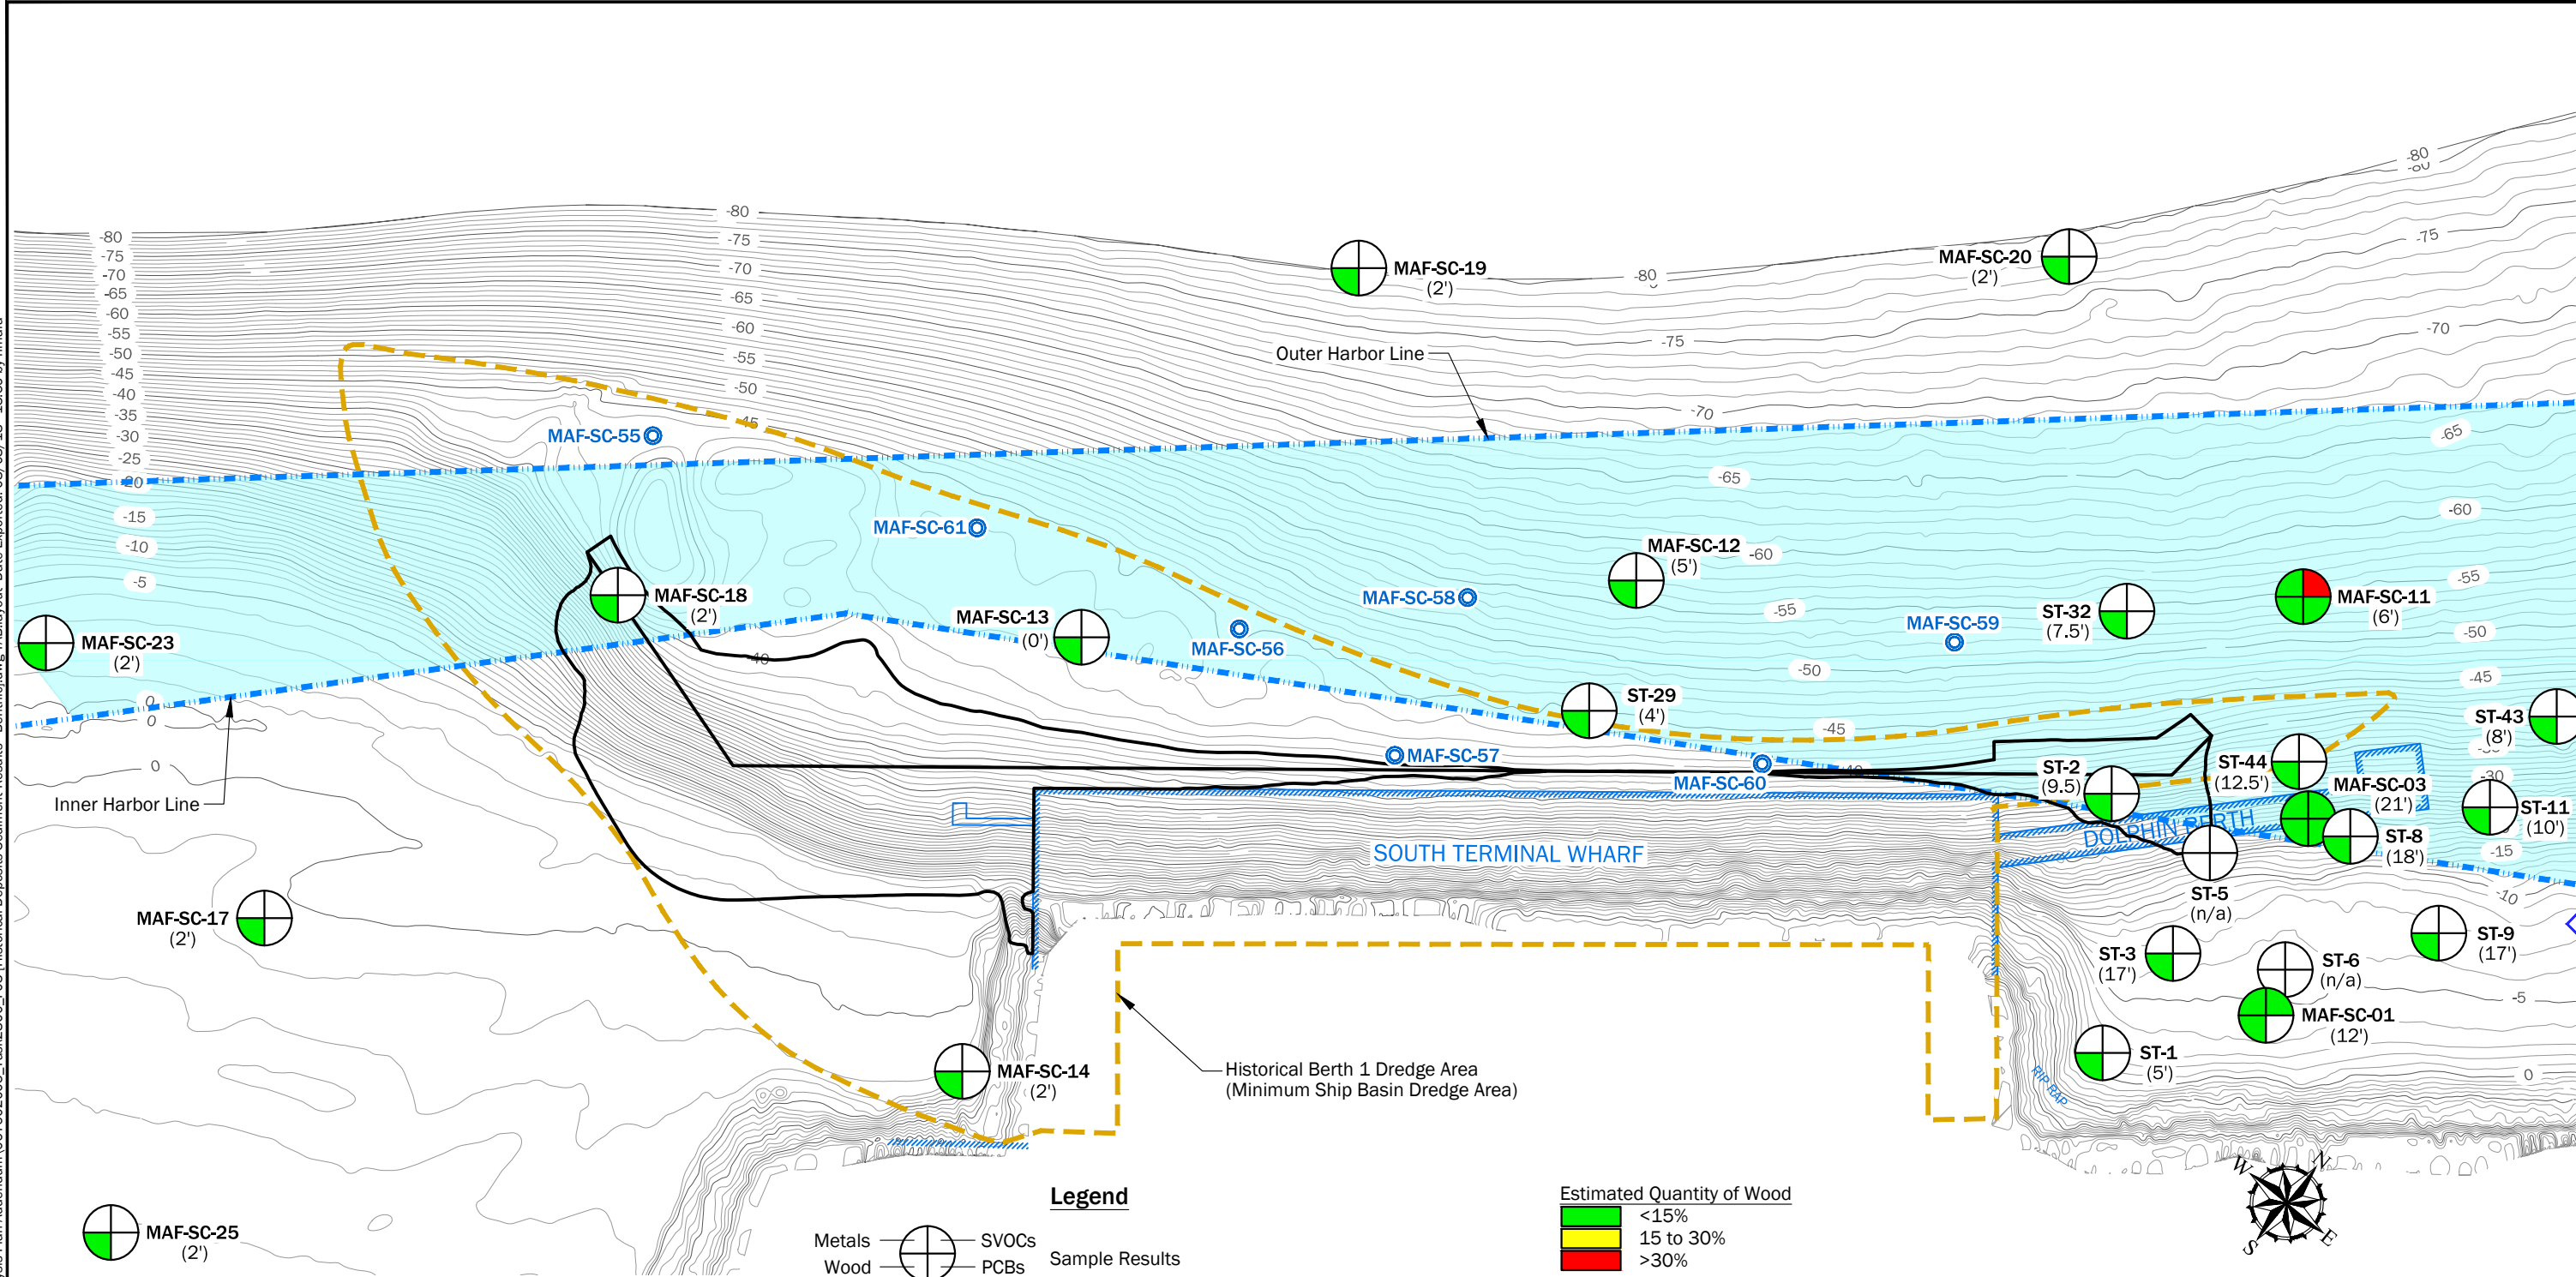 -80
-80
-80
-75
-70
-65
-60
-55
-50
-45
-80
-75
-70
-65
-60
-55
-50
-45
-40
-35
-30
-25
-20
-15
-10
-5
0
0
0
MAF-SC-19
(2')
-80
MAF-SC-20
(2')
-75
-70
-75
-70
Outer Harbor Line
-65
-65
-60
-60
-55
-55
-50
-50
-45
-45
MAF-SC-55
MAF-SC-61
MAF-SC-12
(5')
MAF-SC-18
(2')
MAF-SC-13
(0')
MAF-SC-58
MAF-SC-56
MAF-SC-59
ST-32
(7.5')
MAF-SC-11
(6')
MAF-SC-23
(2')
-40
ST-29
(4')
ST-43
(8')
MAF-SC-57
MAF-SC-60
-40
ST-2
(9.5)
ST-44
(12.5')
MAF-SC-03
(21')
-30
ST-11
(10')
Inner Harbor Line
SOUTH TERMINAL WHARF
DOLPHIN BERTH
ST-8
(18')
-15
-10
ST-5
(n/a)
MAF-SC-17
(2')
ST-9
(17')
ST-3
(17')
ST-6
(n/a)
-5
MAF-SC-01
(12')
ST-1
(5')
0
RIP RAP
MAF-SC-14
(2')
Historical Berth 1 Dredge Area
(Minimum Ship Basin Dredge Area)
MAF-SC-25
(2')
Legend
Metals
SVOCs
Wood
PCBs
Sample Results
Estimated Quantity of Wood
<15%
15 to 30%
>30%
W
N
S
E